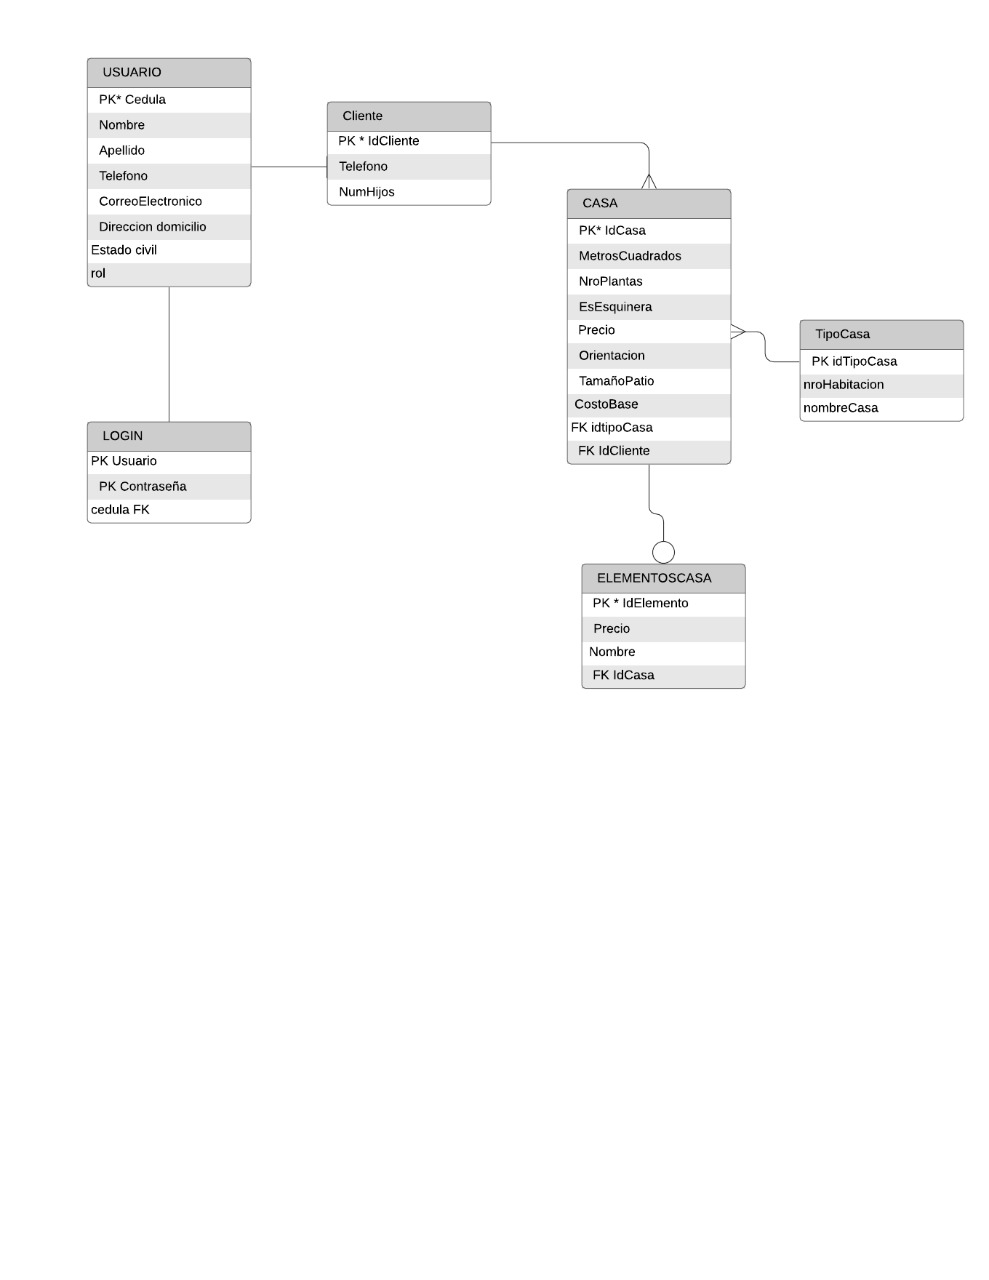 USUARIO
PK* Cedula
Nombre
Apellido
Telefono
CorreoElectronico
Direccion domicilio
Estado civil
rol
Cliente
PK * IdCliente
Telefono
NumHijos
CASA
PK* IdCasa
MetrosCuadrados
NroPlantas
EsEsquinera
Precio
Orientacion
TamañoPatio
CostoBase
FK idtipoCasa
FK IdCliente
TipoCasa
PK idTipoCasa
nroHabitacion
nombreCasa
LOGIN
PK Usuario
PK Contraseña
cedula FK
ELEMENTOSCASA
PK * IdElemento
Precio
Nombre
FK IdCasa